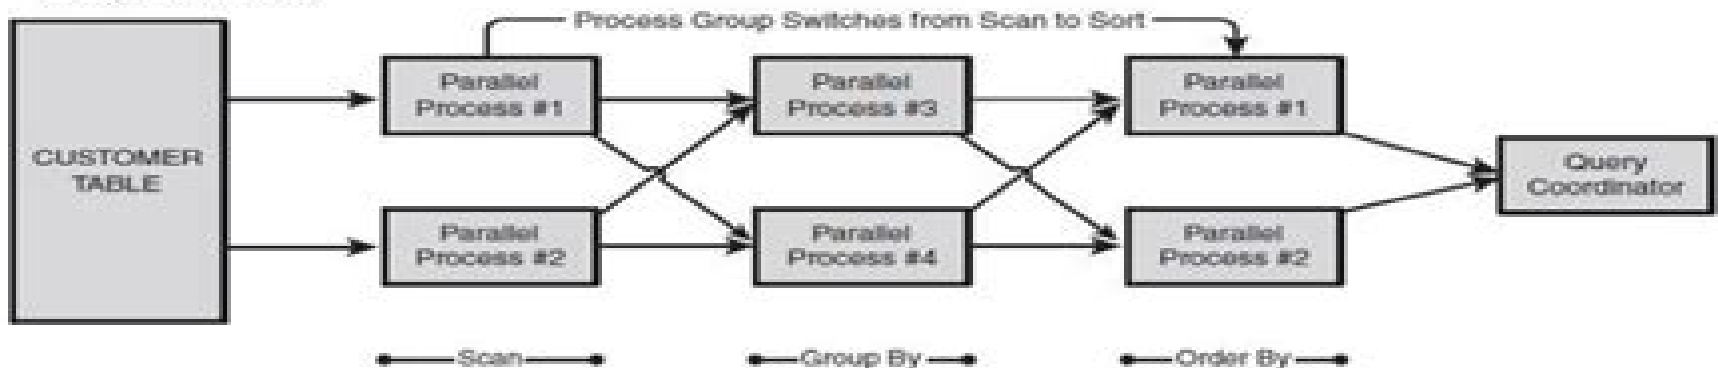 Process Group Switches from Scan to Sort
CUSTOMER
TABLE
Parallel
Process #1
Parallel
Process #2
Parallel
Process #3
Parallel
Process #4
Parallel
Process #1
Parallel
Process #2
Query
Coordinator
Scan
Group By
Order By